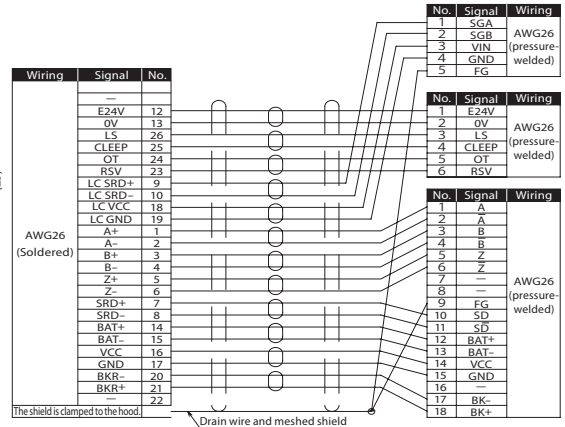 Wiring Signal No.
—
E24V 12
0V 13
LS 26
CLEEP 25
OT 24
RSV 23
LC SRD+ 9
LC SRD− 10
LC VCC 18
LC GND 19
A+ 1
A− 2
B+ 3
B− 4
Z+ 5
Z− 6
SRD+ 7
SRD− 8
BAT+ 14
BAT− 15
VCC 16
GND 17
BKR− 20
BKR+ 21
— 22
AWG26
(Soldered)
The shield is clamped to the hood.
Drain wire and meshed shield
No. Signal Wiring
1 SGA
2 SGB
3 VIN
4 GND
5 FG
AWG26
(pressure-
welded)
No. Signal Wiring
1 E24V
2 0V
3 LS
4 CLEEP
5 OT
6 RSV
AWG26
(pressure-
welded)
No. Signal Wiring
1 A
2 A̅
3 B
4 B̅
5 Z
6 Z̅
7 —
8 —
9 FG
10 SD
11 SD̅
12 BAT+
13 BAT−
14 VCC
15 GND
16 —
17 BK−
18 BK+
AWG26
(pressure-
welded)